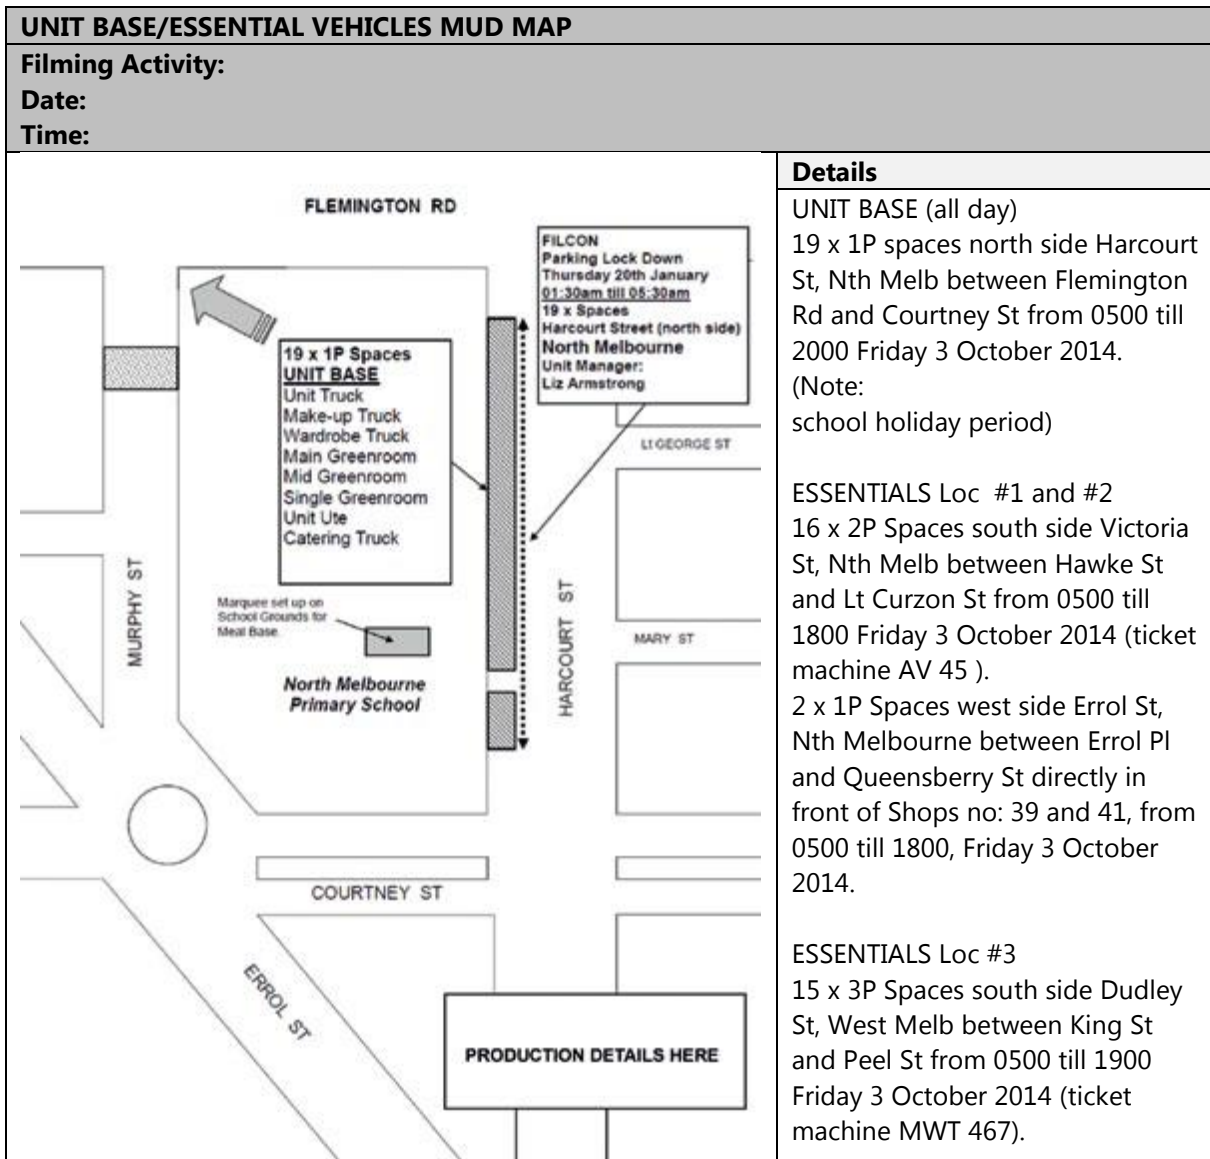 UNIT BASE/ESSENTIAL VEHICLES MUD MAP
Filming Activity:
Date:
Time:
FLEMINGTON RD
FILCON
Parking Lock Down
Thursday 20th January
01:30am till 05:30am
19 x Spaces
Harcourt Street (north side)
North Melbourne
Unit Manager:
Liz Armstrong
19 x 1P Spaces
UNIT BASE
Unit Truck
Make-up Truck
Wardrobe Truck
Main Greenroom
Mid Greenroom
Single Greenroom
Unit Ute
Catering Truck
Lt GEORGE ST
MURPHY ST
Marquee set up on
School Grounds for
Meal Base.
HARCOURT ST
MARY ST
North Melbourne
Primary School
COURTNEY ST
ERROL ST
PRODUCTION DETAILS HERE
Details
UNIT BASE (all day)
19 x 1P spaces north side Harcourt
St, Nth Melb between Flemington
Rd and Courtney St from 0500 till
2000 Friday 3 October 2014.
(Note:
school holiday period)
ESSENTIALS Loc #1 and #2
16 x 2P Spaces south side Victoria
St, Nth Melb between Hawke St
and Lt Curzon St from 0500 till
1800 Friday 3 October 2014 (ticket
machine AV 45 ).
2 x 1P Spaces west side Errol St,
Nth Melbourne between Errol Pl
and Queensberry St directly in
front of Shops no: 39 and 41, from
0500 till 1800, Friday 3 October
2014.
ESSENTIALS Loc #3
15 x 3P Spaces south side Dudley
St, West Melb between King St
and Peel St from 0500 till 1900
Friday 3 October 2014 (ticket
machine MWT 467).